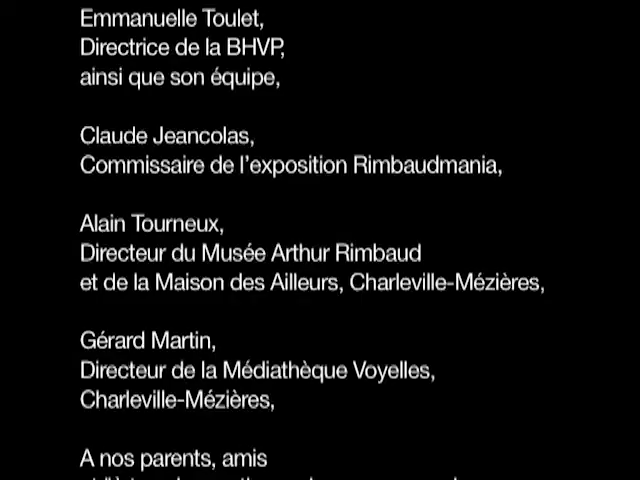 Emmanuelle Toulet,
Directrice de la BHVP,
ainsi que son équipe,
Claude Jeancolas,
Commissaire de l'exposition Rimbaudmania,
Alain Tourneux,
Directeur du Musée Arthur Rimbaud
et de la Maison des Ailleurs, Charleville-Mézières,
Gérard Martin,
Directeur de la Médiathèque Voyelles,
Charleville-Mézières,
A nos parents, amis